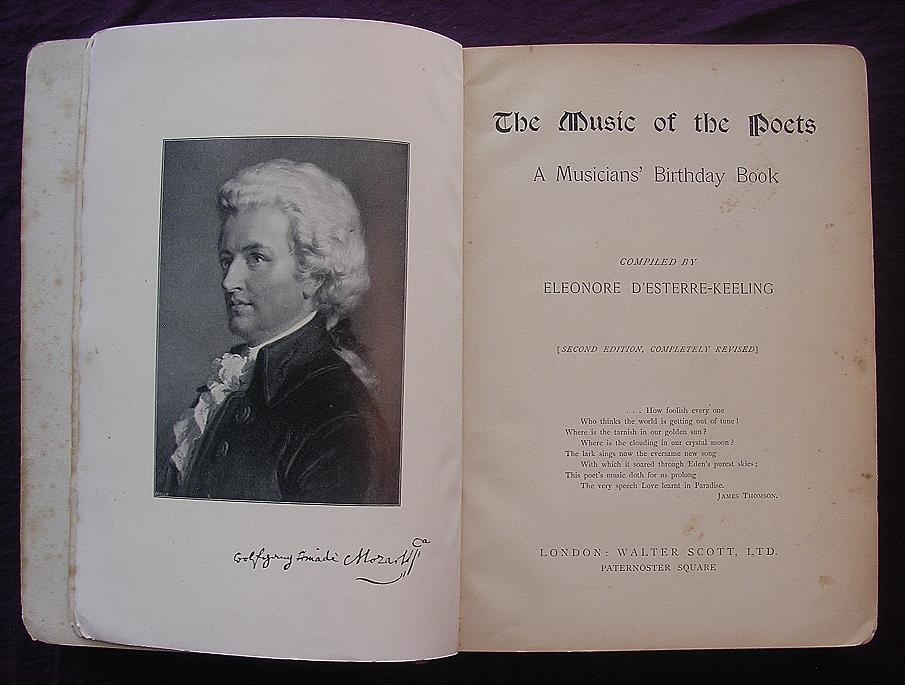 Wolfgang Amadè Mozart
The Music of the Poets
A Musicians' Birthday Book
COMPILED BY
ELEONORE D'ESTERRE-KEELING
[SECOND EDITION, COMPLETELY REVISED]
. . . How foolish every one
Who thinks the world is getting out of tune!
Where is the tarnish in our golden sun?
Where is the clouding in our crystal moon?
The lark sings now the eversame new song
With which it soared through Eden's purest skies;
This poet's music doth for us prolong
The very speech Love learnt in Paradise.
JAMES THOMSON.
LONDON: WALTER SCOTT, LTD.
PATERNOSTER SQUARE